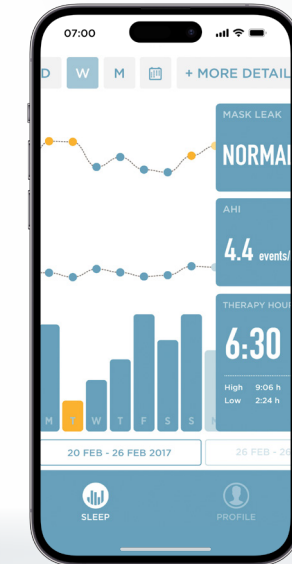 07:00
D W M + MORE DETAIL
MASK LEAK
NORMAL
AHI
4.4 events/
THERAPY HOU
6:30
High 9:06 h
Low 2:24 h
M T W T F S S M
20 FEB - 26 FEB 2017
26 FEB - 26
SLEEP
PROFILE